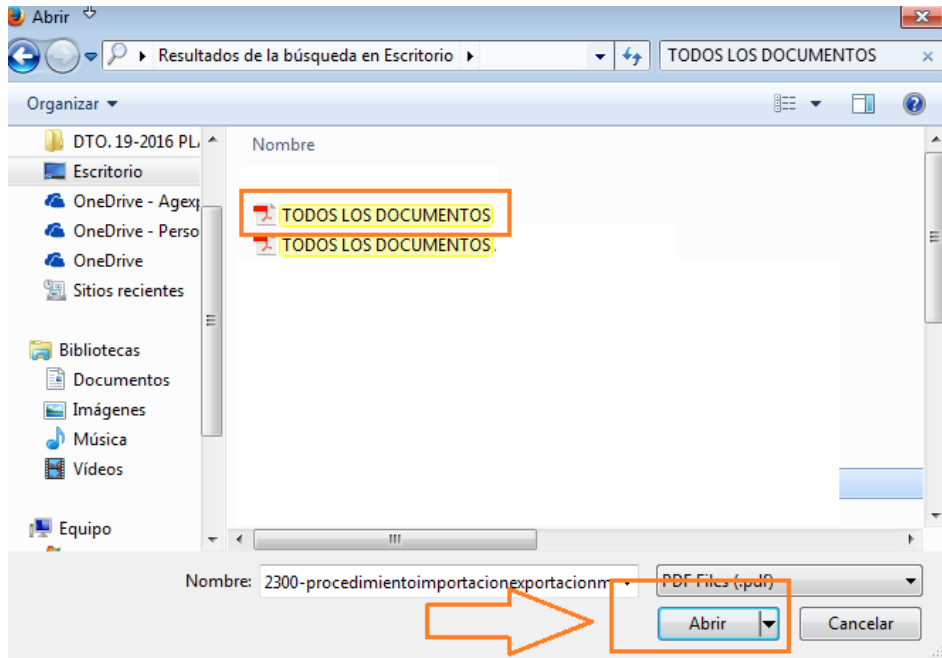 Abrir
Resultados de la búsqueda en Escritorio
TODOS LOS DOCUMENTOS
Organizar
DTO. 19-2016 PL
Escritorio
OneDrive - Agexp
OneDrive - Perso
OneDrive
Sitios recientes
Bibliotecas
Documentos
Imágenes
Música
Vídeos
Equipo
Nombre
TODOS LOS DOCUMENTOS
TODOS LOS DOCUMENTOS.
Nombre: 2300-procedimientoimportacionexportacionm
PDF Files (.pdf)
Abrir
Cancelar